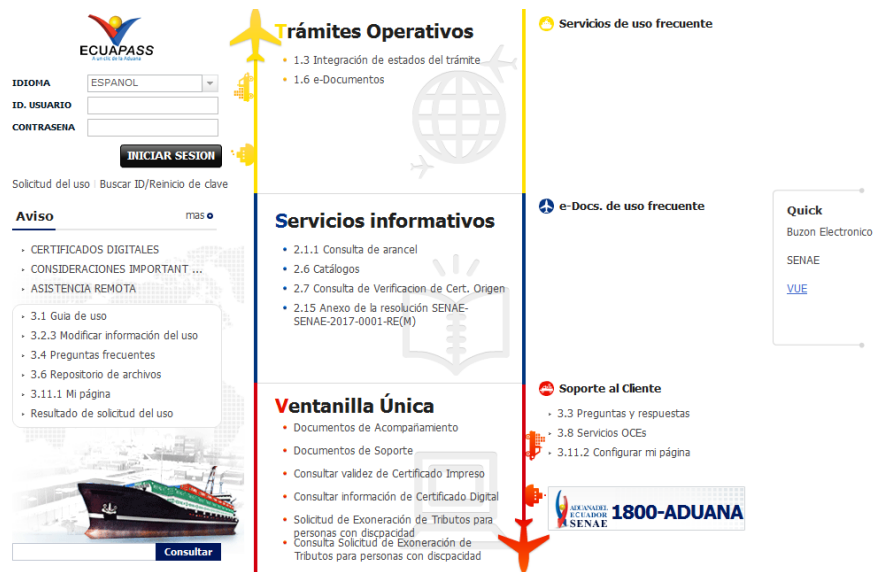 ECUAPASS
A un clic de la Aduana
IDIOMA
ESPANOL
ID. USUARIO
CONTRASENA
INICIAR SESION
Solicitud del uso | Buscar ID/Reinicio de clave
Aviso
mas
CERTIFICADOS DIGITALES
CONSIDERACIONES IMPORTANT ...
ASISTENCIA REMOTA
3.1 Guia de uso
3.2.3 Modificar información del uso
3.4 Preguntas frecuentes
3.6 Repositorio de archivos
3.11.1 Mi página
Resultado de solicitud del uso
Consultar
Trámites Operativos
1.3 Integración de estados del trámite
1.6 e-Documentos
Servicios informativos
2.1.1 Consulta de arancel
2.6 Catálogos
2.7 Consulta de Verificacion de Cert. Origen
2.15 Anexo de la resolución SENAE-
SENAE-2017-0001-RE(M)
Ventanilla Única
Documentos de Acompañamiento
Documentos de Soporte
Consultar validez de Certificado Impreso
Consultar información de Certificado Digital
Solicitud de Exoneración de Tributos para
personas con discpacidad
Consulta Solicitud de Exoneración de
Tributos para personas con discpacidad
Servicios de uso frecuente
e-Docs. de uso frecuente
Soporte al Cliente
3.3 Preguntas y respuestas
3.8 Servicios OCEs
3.11.2 Configurar mi página
ADUANA DEL
ECUADOR
SENAE
1800-ADUANA
Quick
Buzon Electronico
SENAE
VUE